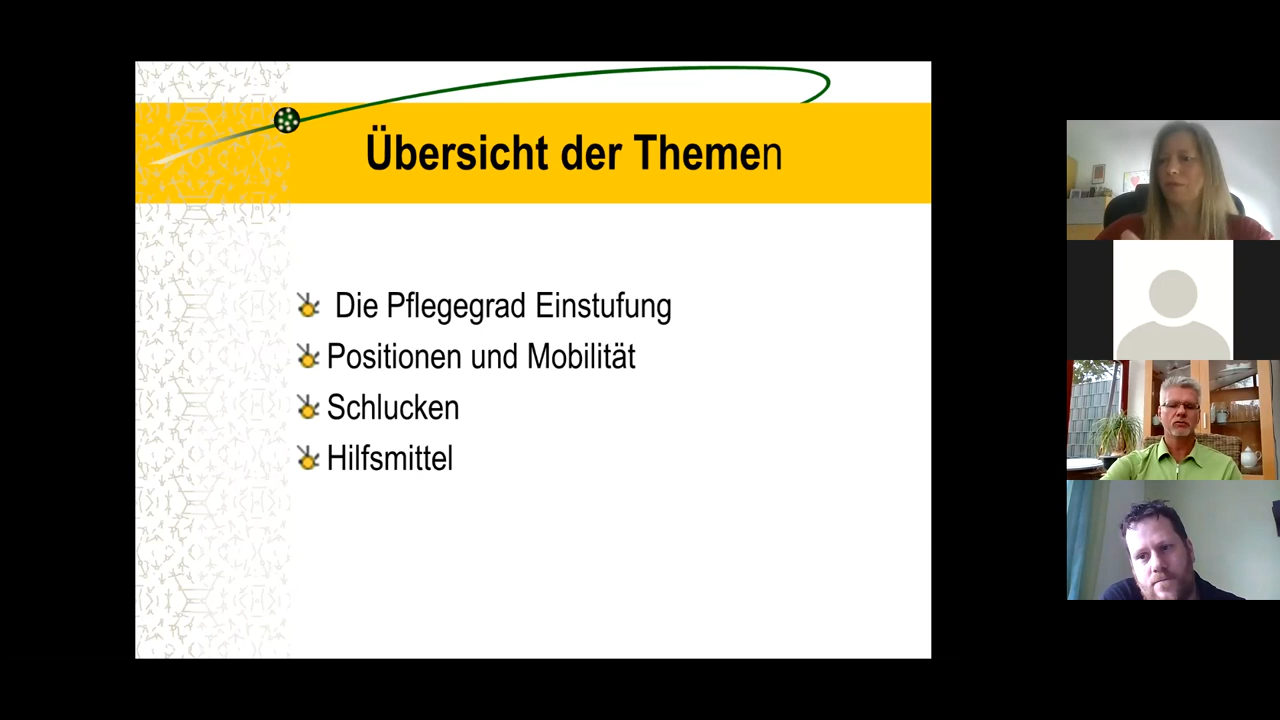 Übersicht der Themen
Die Pflegegrad Einstufung
Positionen und Mobilität
Schlucken
Hilfsmittel